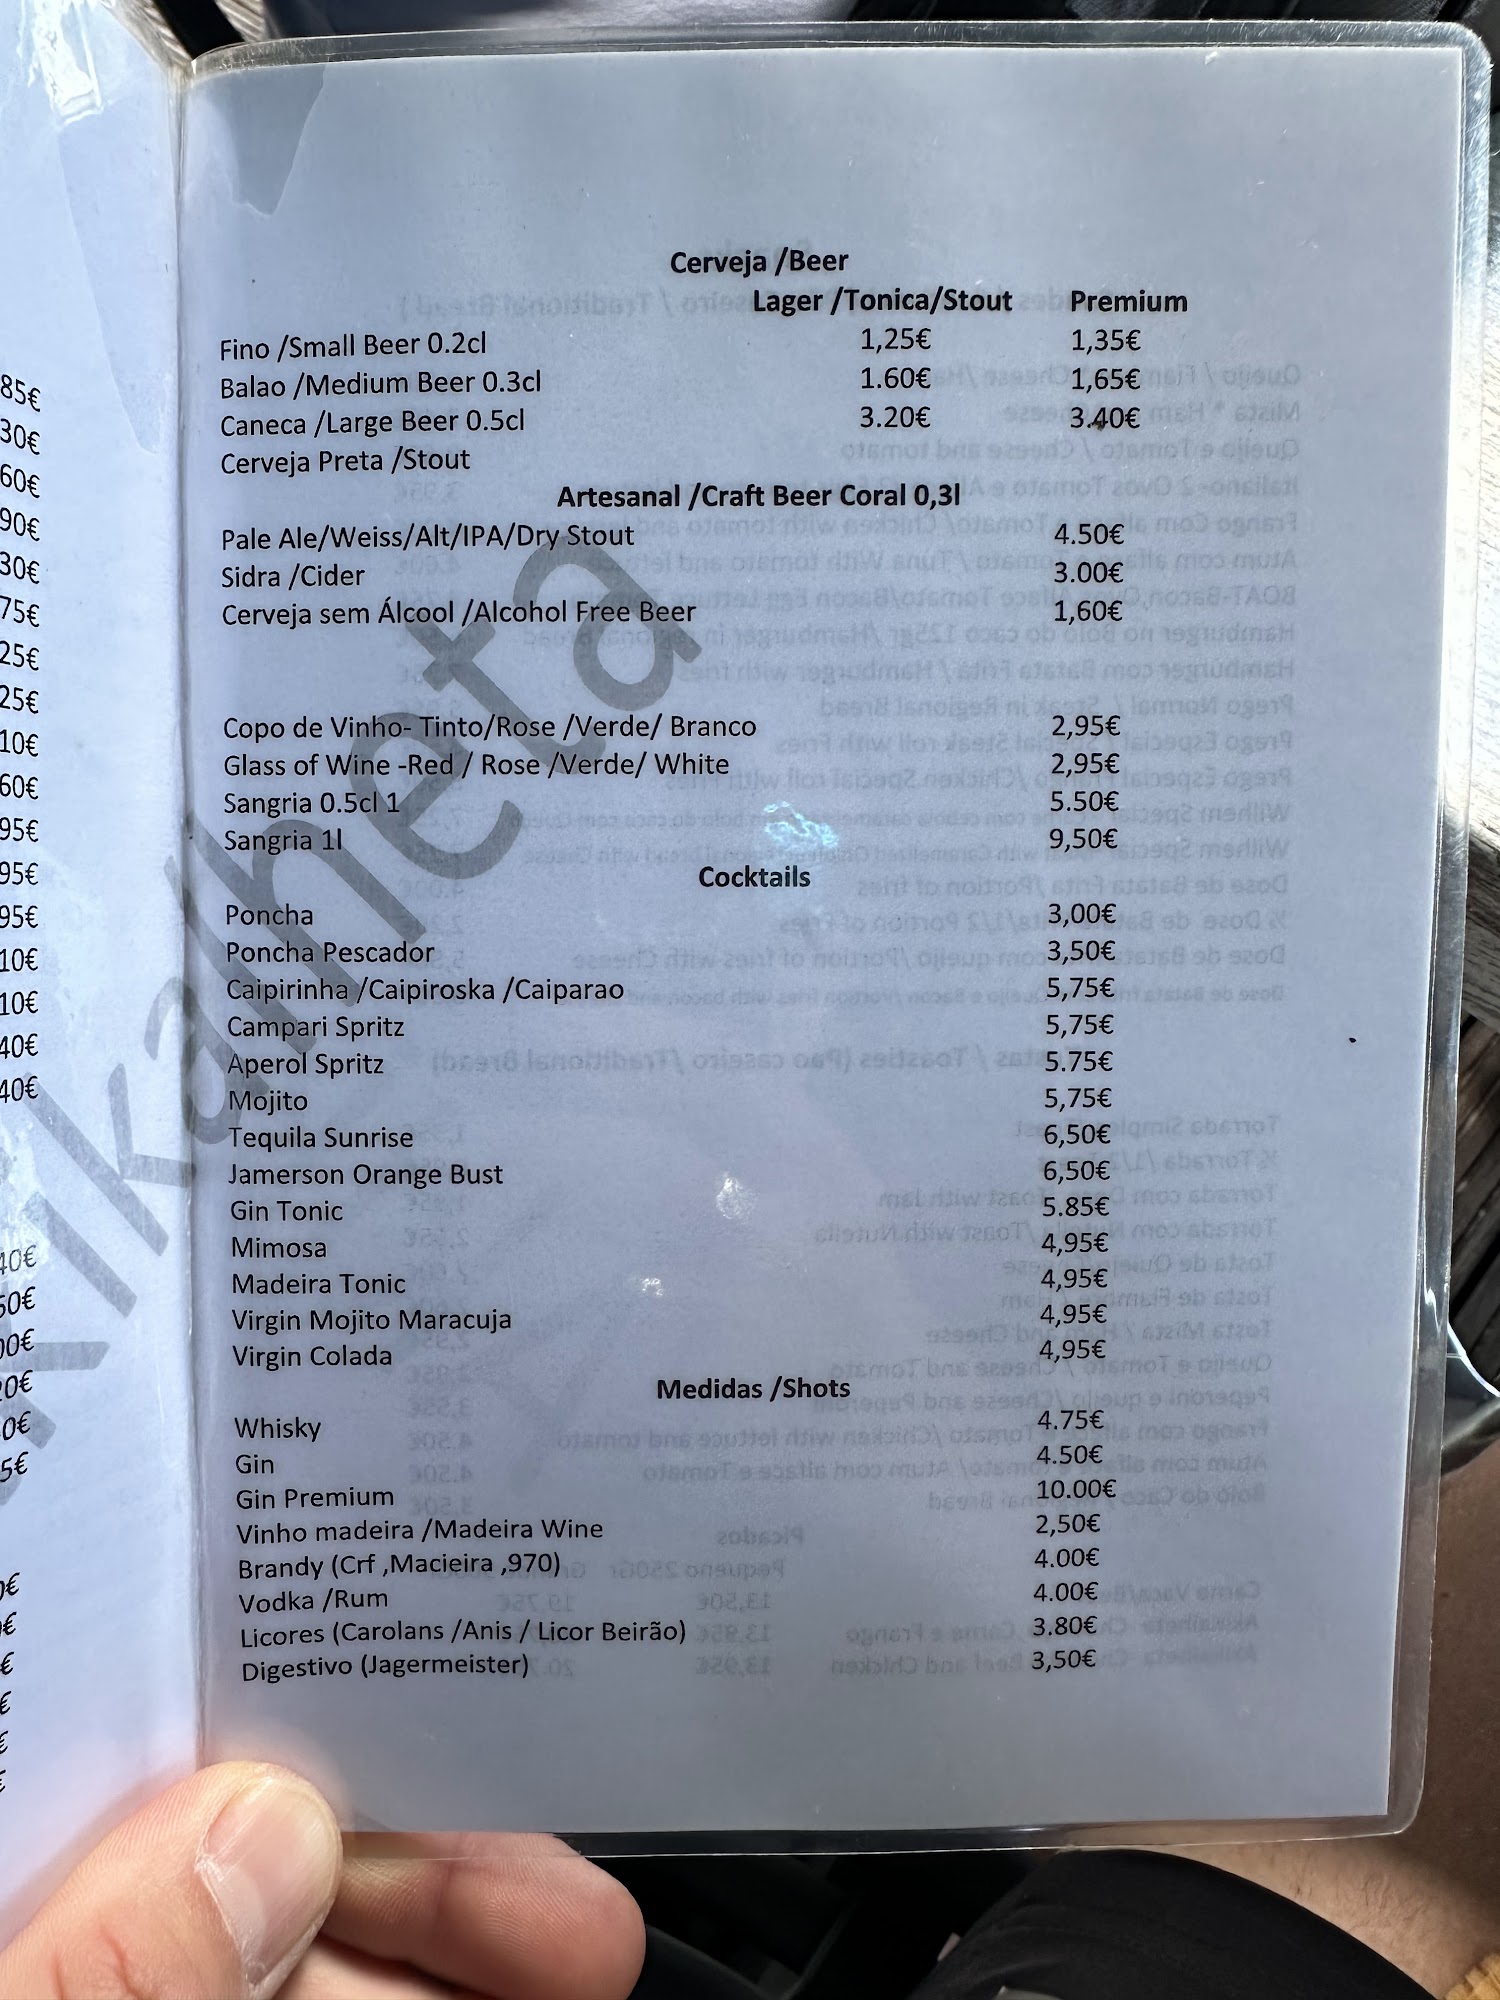 Cerveja /Beer
Lager /Tonica/Stout Premium
Fino /Small Beer 0.2cl 1,25€ 1,35€
Balao /Medium Beer 0.3cl 1.60€ 1,65€
Caneca /Large Beer 0.5cl 3.20€ 3.40€
Cerveja Preta /Stout
Artesanal /Craft Beer Coral 0,3l
Pale Ale/Weiss/Alt/IPA/Dry Stout 4.50€
Sidra /Cider 3.00€
Cerveja sem Álcool /Alcohol Free Beer 1,60€
Copo de Vinho- Tinto/Rose /Verde/ Branco 2,95€
Glass of Wine -Red / Rose /Verde/ White 2,95€
Sangria 0.5cl 1 5.50€
Sangria 1l 9,50€
Cocktails
Poncha 3,00€
Poncha Pescador 3,50€
Caipirinha /Caipiroska /Caiparao 5,75€
Campari Spritz 5,75€
Aperol Spritz 5.75€
Mojito 5,75€
Tequila Sunrise 6,50€
Jamerson Orange Bust 6,50€
Gin Tonic 5.85€
Mimosa 4,95€
Madeira Tonic 4,95€
Virgin Mojito Maracuja 4,95€
Virgin Colada 4,95€
Medidas /Shots
Whisky 4.75€
Gin 4.50€
Gin Premium 10.00€
Vinho madeira /Madeira Wine 2,50€
Brandy (Crf ,Macieira ,970) 4.00€
Vodka /Rum 4.00€
Licores (Carolans /Anis / Licor Beirão) 3.80€
Digestivo (Jagermeister) 3,50€